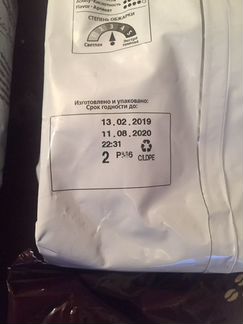 СТЕПЕНЬ ОБЖАРКИ
Светлая
Изготовлено и упаковано:
Срок годности до:
13.02.2019
11.08.2020
22:31
2
C/LDPE